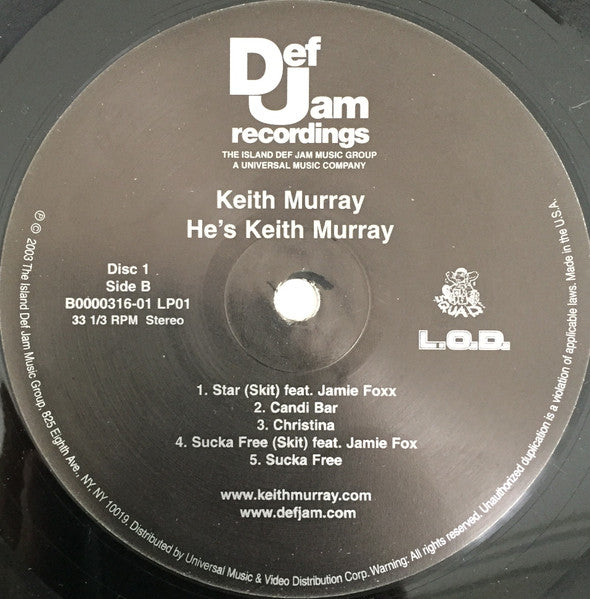 Def
Jam
recordings
THE ISLAND DEF JAM MUSIC GROUP
A UNIVERSAL MUSIC COMPANY
Keith Murray
He's Keith Murray
Disc 1
Side B
B0000316-01 LP01
33 1/3 RPM Stereo
SQUAD
L.O.D.
1. Star (Skit) feat. Jamie Foxx
2. Candi Bar
3. Christina
4. Sucka Free (Skit) feat. Jamie Fox
5. Sucka Free
www.keithmurray.com
www.defjam.com
℗ © 2003 The Island Def Jam Music Group, 825 Eighth Ave., NY, NY 10019. Distributed by Universal Music & Video Distribution Corp. Warning: All rights reserved. Unauthorized duplication is a violation of applicable laws. Made in the U.S.A.